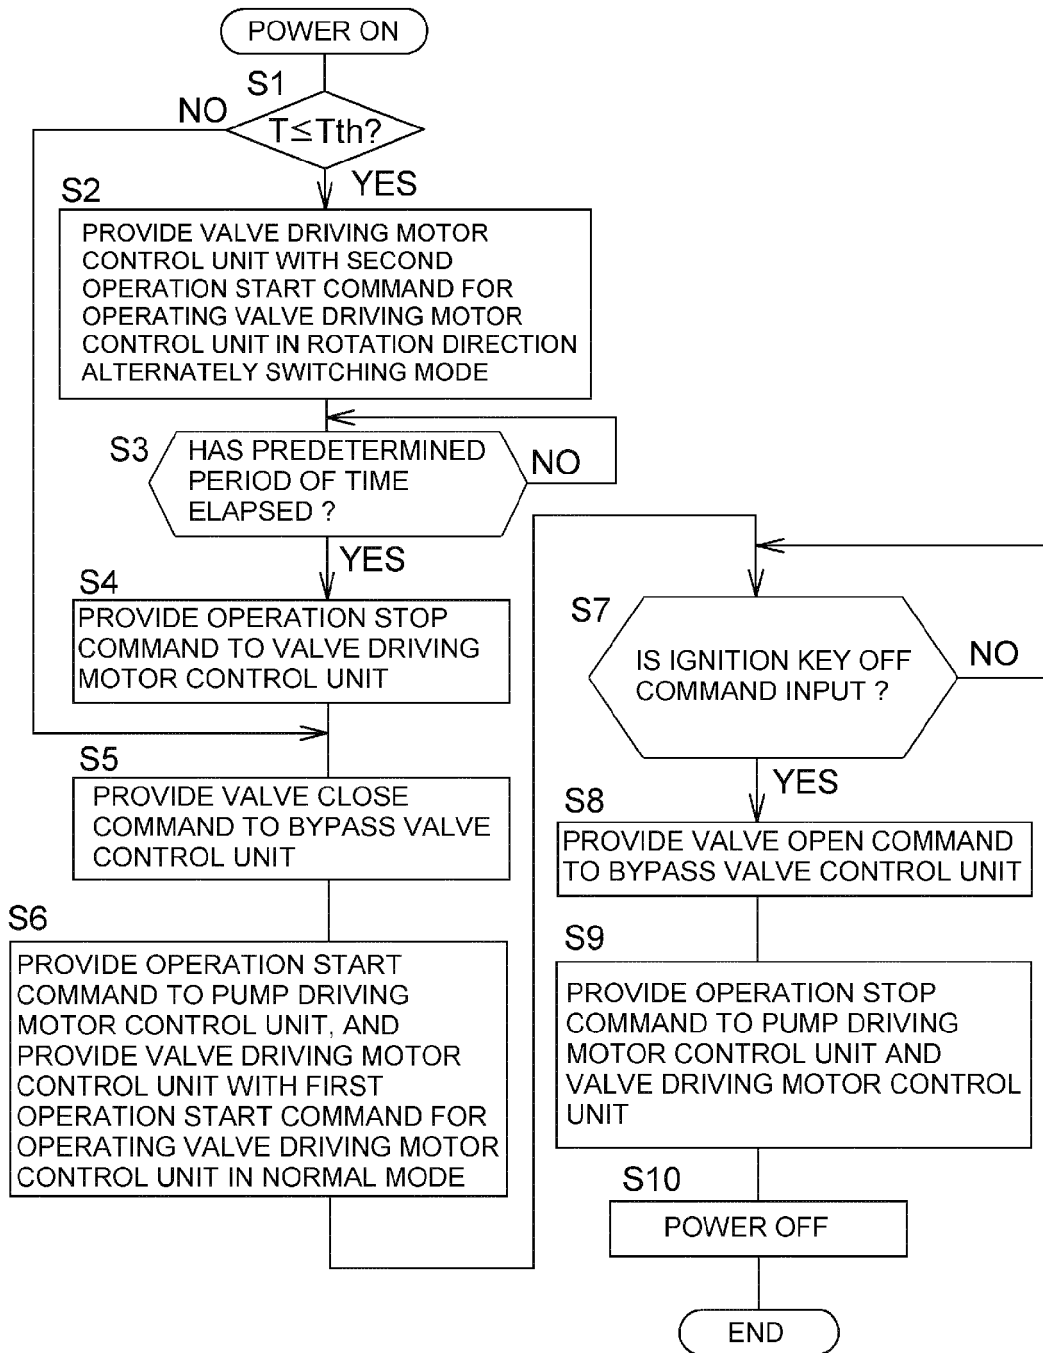 POWER ON
S1
NO
T≦Tth?
YES
S2
PROVIDE VALVE DRIVING MOTOR
CONTROL UNIT WITH SECOND
OPERATION START COMMAND FOR
OPERATING VALVE DRIVING MOTOR
CONTROL UNIT IN ROTATION DIRECTION
ALTERNATELY SWITCHING MODE
S3
HAS PREDETERMINED
PERIOD OF TIME
ELAPSED ?
NO
YES
S4
PROVIDE OPERATION STOP
COMMAND TO VALVE DRIVING
MOTOR CONTROL UNIT
S5
PROVIDE VALVE CLOSE
COMMAND TO BYPASS VALVE
CONTROL UNIT
S6
PROVIDE OPERATION START
COMMAND TO PUMP DRIVING
MOTOR CONTROL UNIT, AND
PROVIDE VALVE DRIVING MOTOR
CONTROL UNIT WITH FIRST
OPERATION START COMMAND FOR
OPERATING VALVE DRIVING MOTOR
CONTROL UNIT IN NORMAL MODE
S7
IS IGNITION KEY OFF
COMMAND INPUT ?
NO
YES
S8
PROVIDE VALVE OPEN COMMAND
TO BYPASS VALVE CONTROL UNIT
S9
PROVIDE OPERATION STOP
COMMAND TO PUMP DRIVING
MOTOR CONTROL UNIT AND
VALVE DRIVING MOTOR CONTROL
UNIT
S10
POWER OFF
END